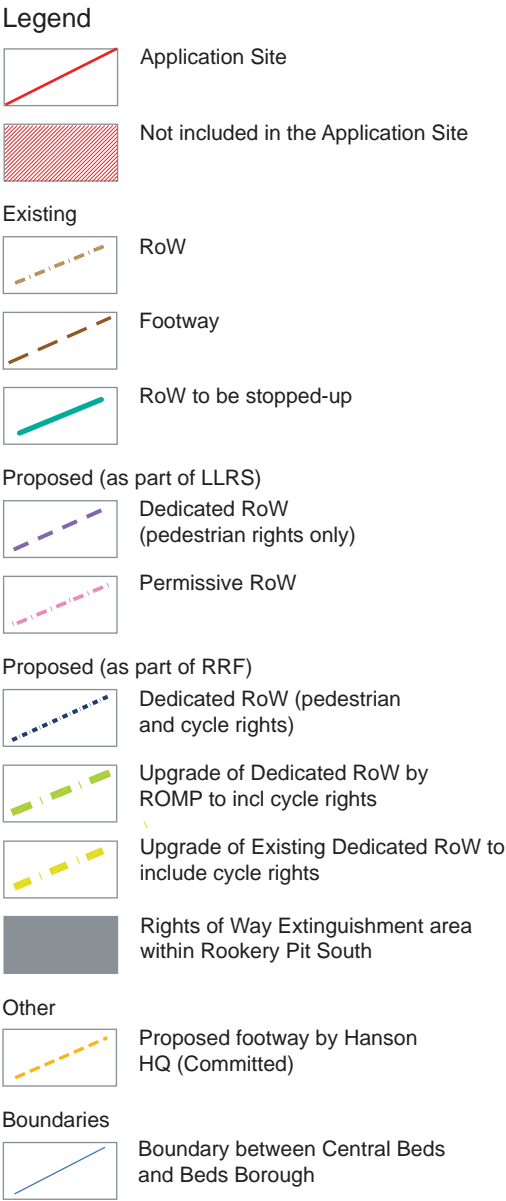 Legend
Application Site
Not included in the Application Site
Existing
RoW
Footway
RoW to be stopped-up
Proposed (as part of LLRS)
Dedicated RoW
(pedestrian rights only)
Permissive RoW
Proposed (as part of RRF)
Dedicated RoW (pedestrian
and cycle rights)
Upgrade of Dedicated RoW by
ROMP to incl cycle rights
Upgrade of Existing Dedicated RoW to
include cycle rights
Rights of Way Extinguishment area
within Rookery Pit South
Other
Proposed footway by Hanson
HQ (Committed)
Boundaries
Boundary between Central Beds
and Beds Borough